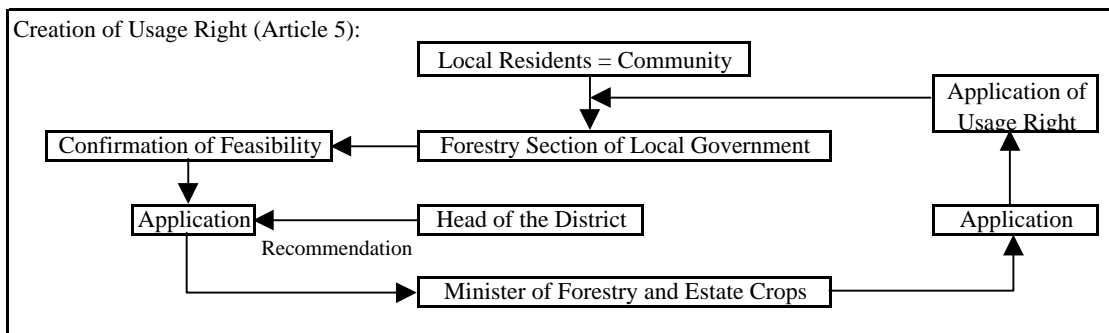 Creation of Usage Right (Article 5):
Local Residents = Community
Application of
Usage Right
Confirmation of Feasibility
Forestry Section of Local Government
Application
Head of the District
Application
Recommendation
Minister of Forestry and Estate Crops